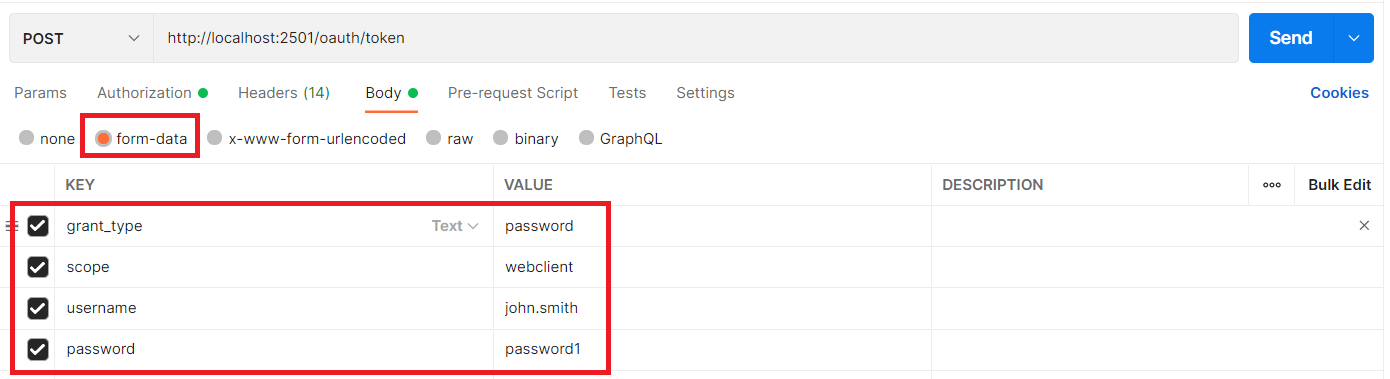 POST http://localhost:2501/oauth/token Send
Params Authorization Headers (14) Body Pre-request Script Tests Settings Cookies
none form-data x-www-form-urlencoded raw binary GraphQL
KEY VALUE DESCRIPTION ooo Bulk Edit
grant_type Text password
scope webclient
username john.smith
password password1